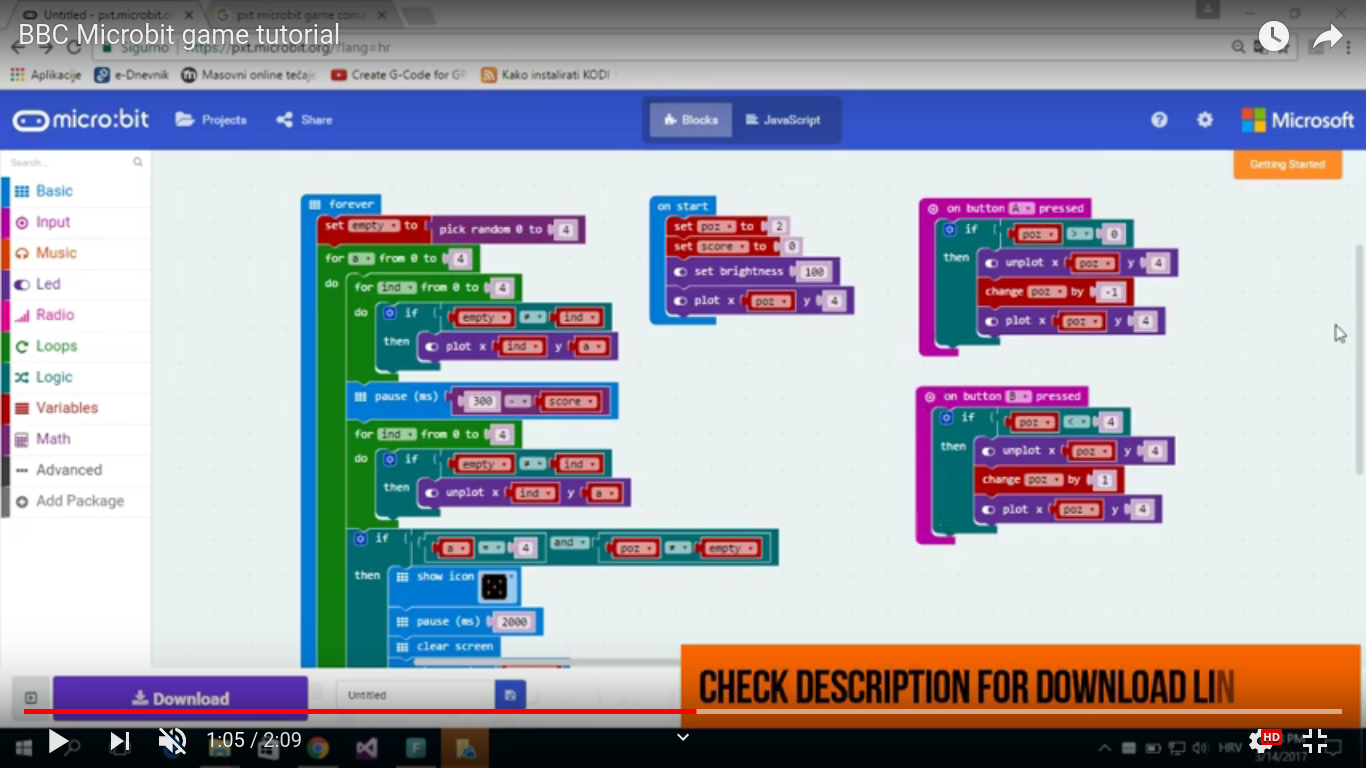 Untitled - pxt.microbit.o
pxt microbit game coma
BBC Microbit game tutorial
Sigurno
https://pxt.microbit.org/?lang=hr
Aplikacije
e-Dnevnik
Masovni online tečaje
Create G-Code for GR
Kako instalirati KODI
micro:bit
Projects
Share
Blocks
JavaScript
Microsoft
Search...
Getting Started
Basic
Input
Music
Led
Radio
Loops
Logic
Variables
Math
Advanced
Add Package
forever
set empty to pick random 0 to 4
for a from 0 to 4
do for ind from 0 to 4
do if empty ≠ ind
then plot x ind y a
pause (ms) 300 - score
for ind from 0 to 4
do if empty ≠ ind
then unplot x ind y a
if a = 4 and poz ≠ empty
then show icon
pause (ms) 2000
clear screen
on start
set poz to 2
set score to 0
set brightness 100
plot x poz y 4
on button A pressed
if poz > 0
then unplot x poz y 4
change poz by -1
plot x poz y 4
on button B pressed
if poz < 4
then unplot x poz y 4
change poz by 1
plot x poz y 4
Download
Untitled
CHECK DESCRIPTION FOR DOWNLOAD LIN
1:05 / 2:09
HD
HRV
PM
3/14/2017